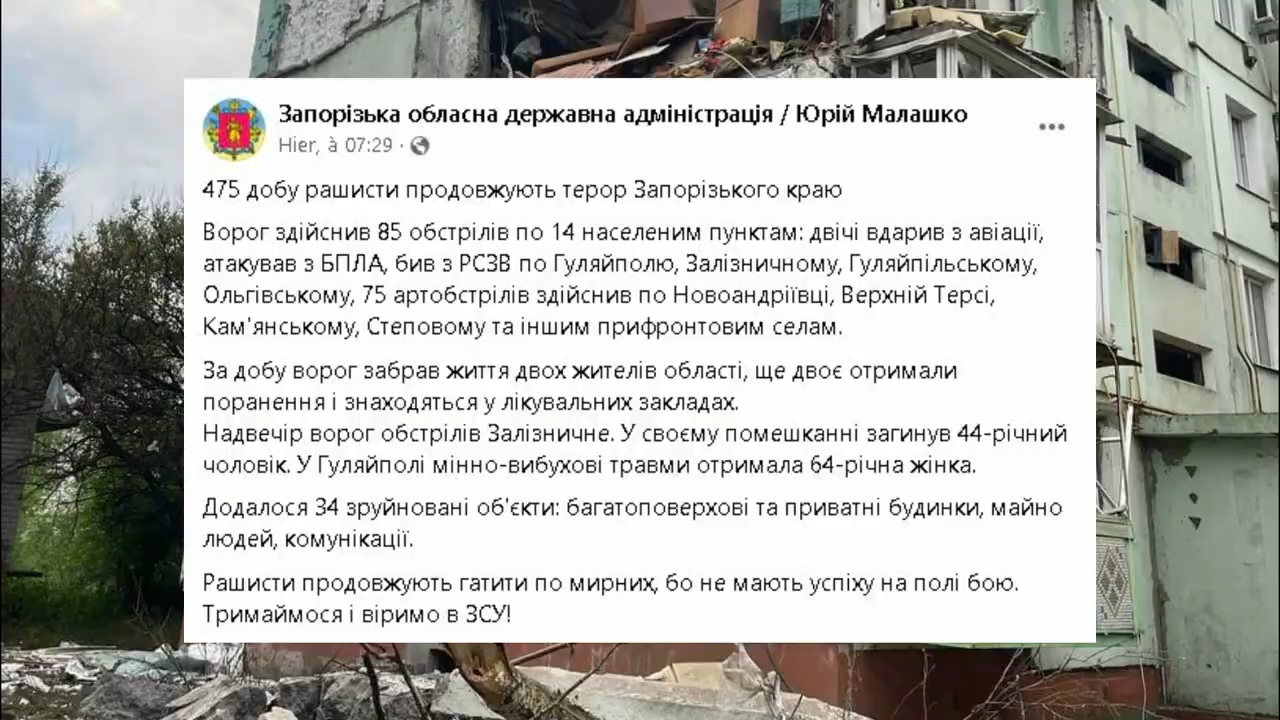 Запорізька обласна державна адміністрація / Юрій Малашко
Hier, à 07:29 ·
475 добу рашисти продовжують терор Запорізького краю
Ворог здійснив 85 обстрілів по 14 населеним пунктам: двічі вдарив з авіації,
атакував з БПЛА, бив з РСЗВ по Гуляйполю, Залізничному, Гуляйпільському,
Ольгівському, 75 артобстрілів здійснив по Новоандріївці, Верхній Терсі,
Кам'янському, Степовому та іншим прифронтовим селам.
За добу ворог забрав життя двох жителів області, ще двоє отримали
поранення і знаходяться у лікувальних закладах.
Надвечір ворог обстрілів Залізничне. У своєму помешканні загинув 44-річний
чоловік. У Гуляйполі мінно-вибухові травми отримала 64-річна жінка.
Додалося 34 зруйновані об'єкти: багатоповерхові та приватні будинки, майно
людей, комунікації.
Рашисти продовжують гатити по мирних, бо не мають успіху на полі бою.
Тримаймося і віримо в ЗСУ!